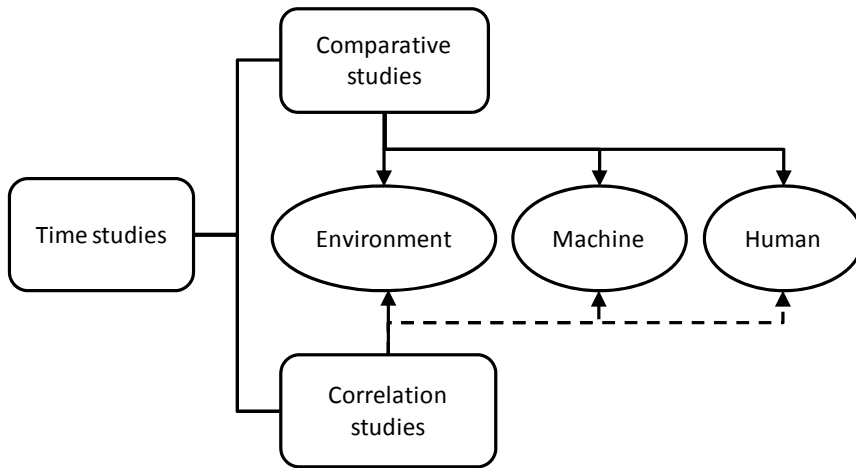 Comparative
studies
Time studies
Environment
Machine
Human
Correlation
studies